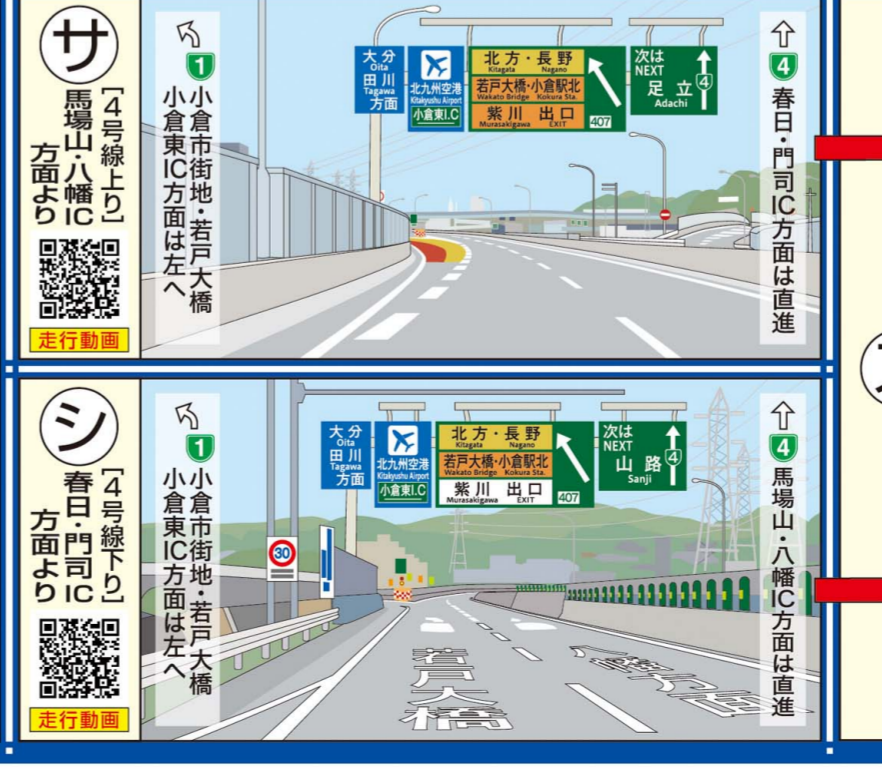 サ
[4号線上り]
馬場山・八幡IC
方面より
走行動画
1
小倉市街地・若戸大橋
小倉東IC方面は左へ
大分
Oita
田川
Tagawa
方面
北九州空港
Kitakyushu Airport
小倉東I.C
北方・長野
Kitagata Nagano
若戸大橋・小倉駅北
Wakato Bridge Kokura Sta.
紫川 出口
Murasakigawa EXIT
407
次は
NEXT
足立
Adachi
4
4
春日・門司IC方面は直進
シ
[4号線下り]
春日・門司IC
方面より
走行動画
1
小倉市街地・若戸大橋
小倉東IC方面は左へ
大分
Oita
田川
Tagawa
方面
北九州空港
Kitakyushu Airport
小倉東I.C
北方・長野
Kitagata Nagano
若戸大橋・小倉駅北
Wakato Bridge Kokura Sta.
紫川 出口
Murasakigawa EXIT
407
次は
NEXT
山路
Sanji
4
30
若戸大橋
八幡方面
4
馬場山・八幡IC方面は直進